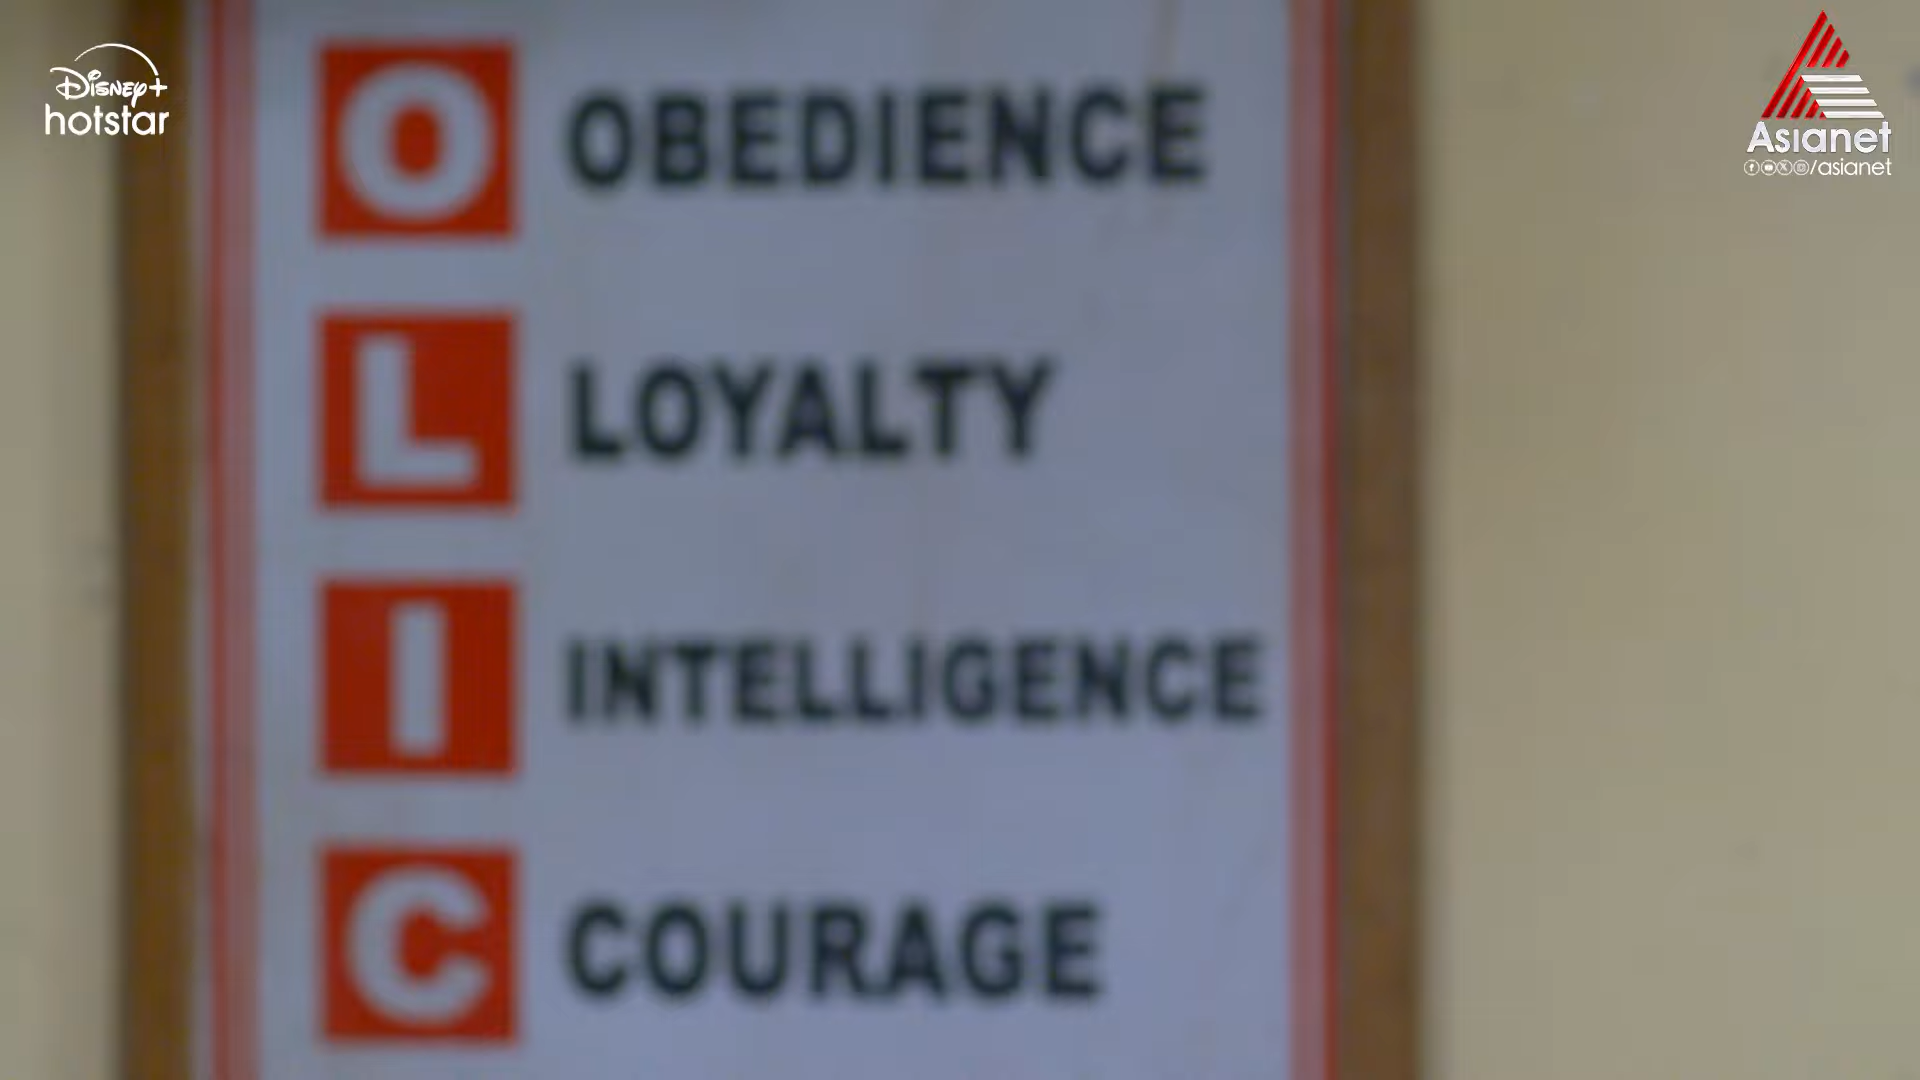 Disney+
hotstar
Asianet
/asianet
O OBEDIENCE
L LOYALTY
I INTELLIGENCE
C COURAGE